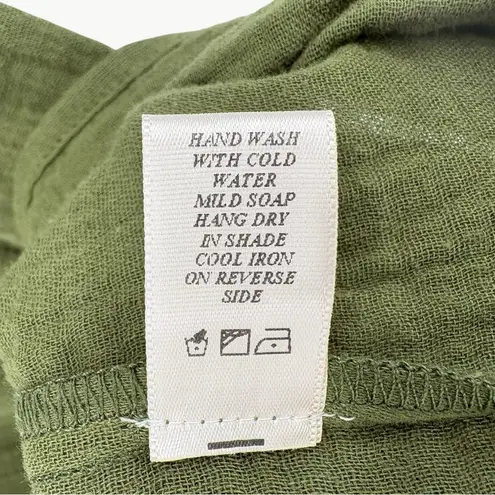 HAND WASH
WITH COLD
WATER
MILD SOAP
HANG DRY
IN SHADE
COOL IRON
ON REVERSE
SIDE